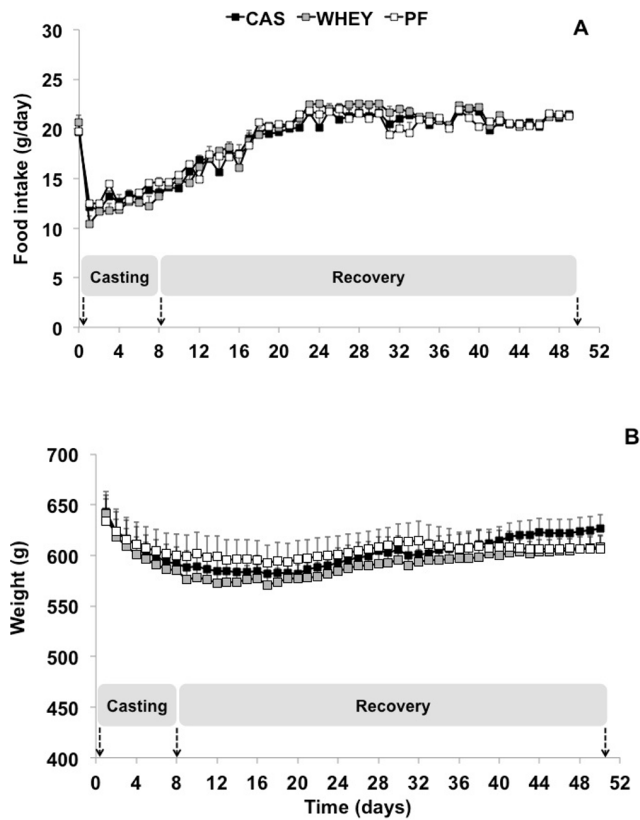 CAS WHEY PF
A
30
25
20
15
10
5
0
Food intake (g/day)
Casting Recovery
0 4 8 12 16 20 24 28 32 36 40 44 48 52
B
700
650
600
550
500
450
400
Weight (g)
Casting Recovery
0 4 8 12 16 20 24 28 32 36 40 44 48 52
Time (days)